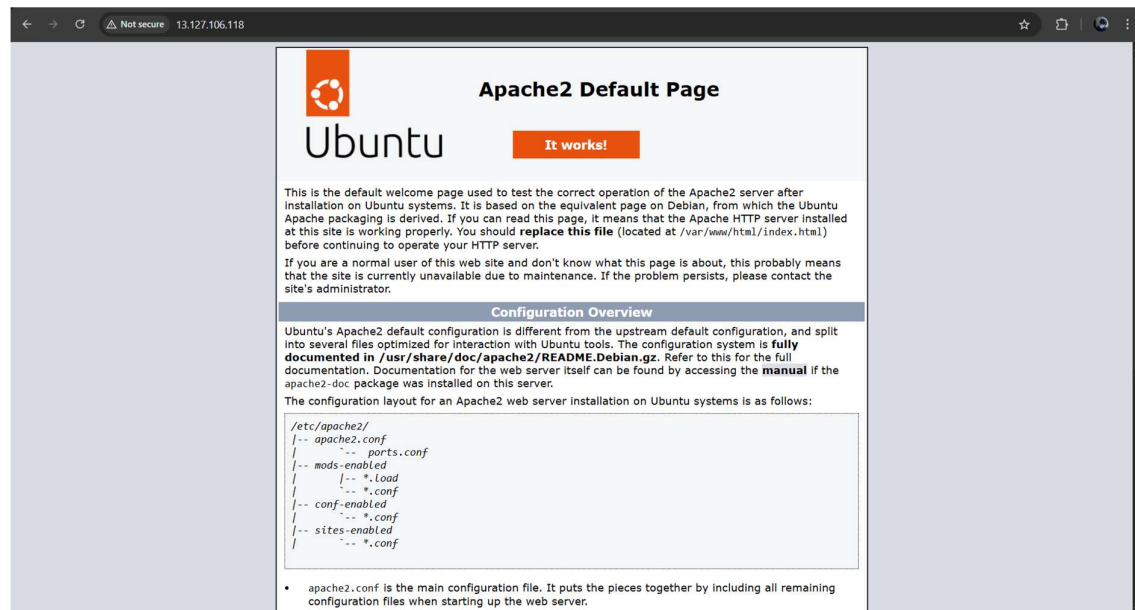 Not secure 13.127.106.118
Apache2 Default Page
Ubuntu
It works!
This is the default welcome page used to test the correct operation of the Apache2 server after
installation on Ubuntu systems. It is based on the equivalent page on Debian, from which the Ubuntu
Apache packaging is derived. If you can read this page, it means that the Apache HTTP server installed
at this site is working properly. You should replace this file (located at /var/www/html/index.html)
before continuing to operate your HTTP server.
If you are a normal user of this web site and don't know what this page is about, this probably means
that the site is currently unavailable due to maintenance. If the problem persists, please contact the
site's administrator.
Configuration Overview
Ubuntu's Apache2 default configuration is different from the upstream default configuration, and split
into several files optimized for interaction with Ubuntu tools. The configuration system is fully
documented in /usr/share/doc/apache2/README.Debian.gz. Refer to this for the full
documentation. Documentation for the web server itself can be found by accessing the manual if the
apache2-doc package was installed on this server.
The configuration layout for an Apache2 web server installation on Ubuntu systems is as follows:
/etc/apache2/
|-- apache2.conf
|       `--  ports.conf
|-- mods-enabled
|       |-- *.load
|       `-- *.conf
|-- conf-enabled
|       `-- *.conf
|-- sites-enabled
|       `-- *.conf
• apache2.conf is the main configuration file. It puts the pieces together by including all remaining
configuration files when starting up the web server.